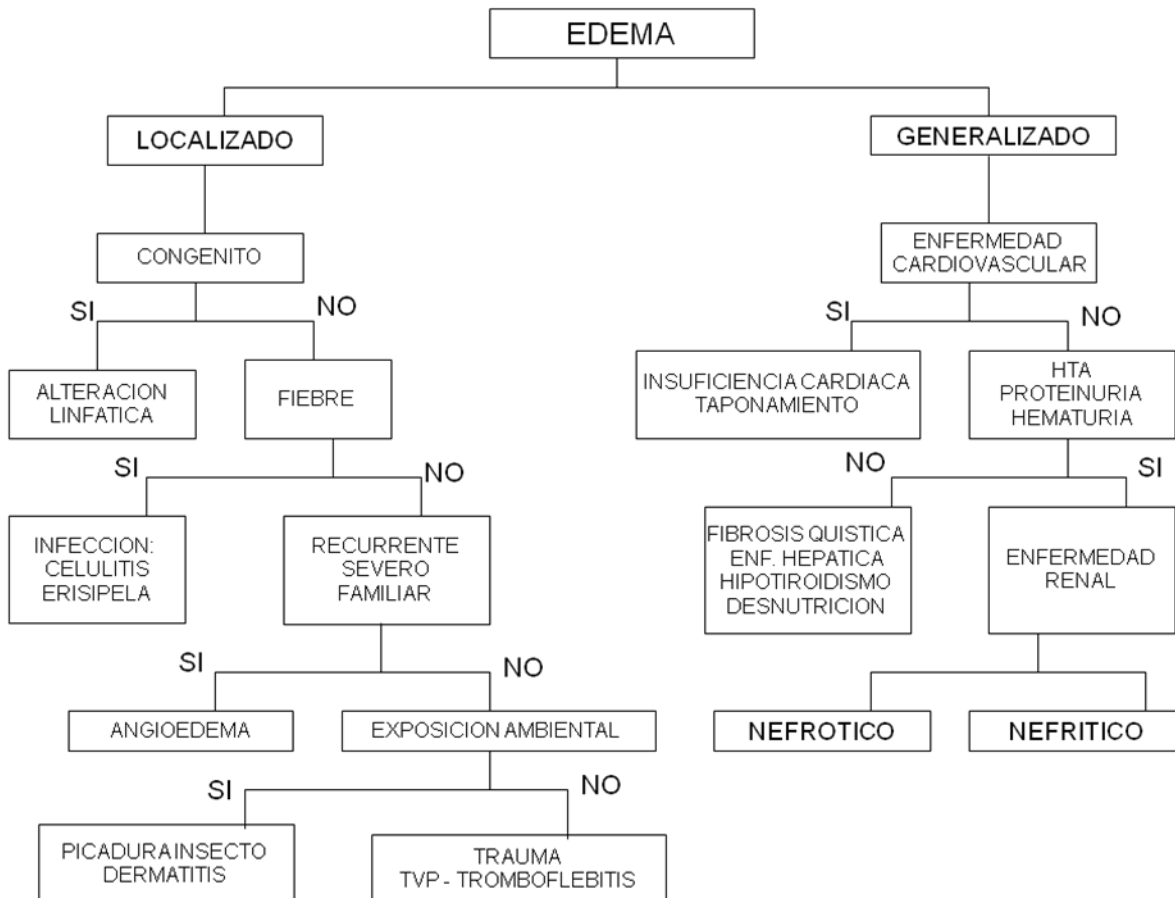 EDEMA
LOCALIZADO
GENERALIZADO
CONGENITO
ENFERMEDAD
CARDIOVASCULAR
SI
NO
SI
NO
ALTERACION
LINFATICA
FIEBRE
INSUFICIENCIA CARDIACA
TAPONAMIENTO
HTA
PROTEINURIA
HEMATURIA
SI
NO
NO
SI
INFECCION:
CELULITIS
ERISIPELA
RECURRENTE
SEVERO
FAMILIAR
FIBROSIS QUISTICA
ENF. HEPATICA
HIPOTIROIDISMO
DESNUTRICION
ENFERMEDAD
RENAL
SI
NO
ANGIOEDEMA
EXPOSICION AMBIENTAL
NEFROTICO
NEFRITICO
SI
NO
PICADURA INSECTO
DERMATITIS
TRAUMA
TVP - TROMBOFLEBITIS